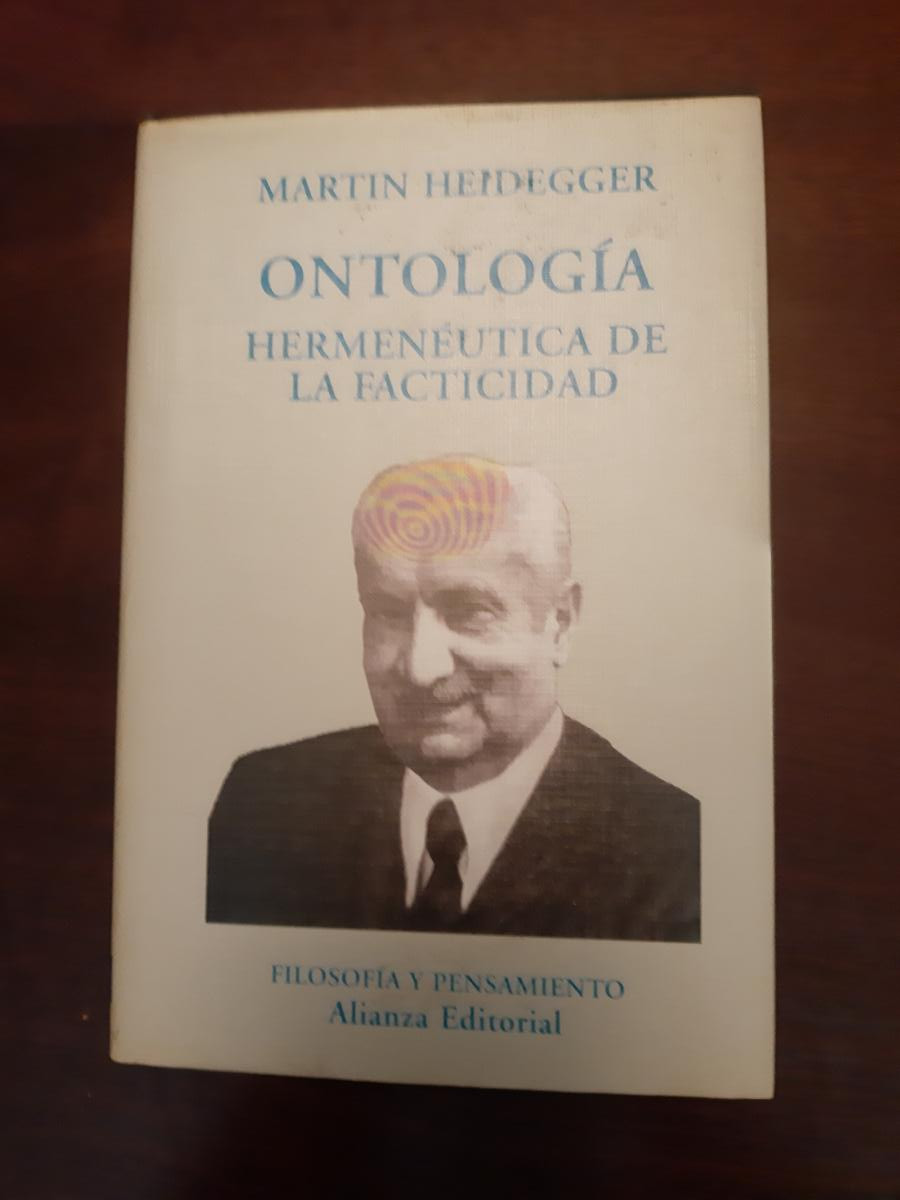 MARTIN HEIDEGGER
ONTOLOGÍA
HERMENÉUTICA DE
LA FACTICIDAD
FILOSOFÍA Y PENSAMIENTO
Alianza Editorial